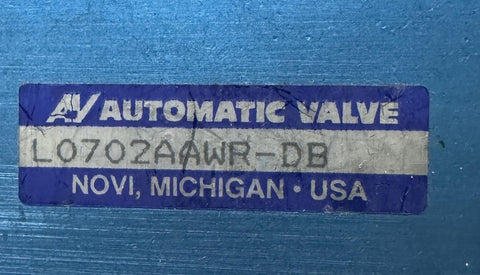 AV AUTOMATIC VALVE
L0702AAWR-DB
NOVI, MICHIGAN • USA